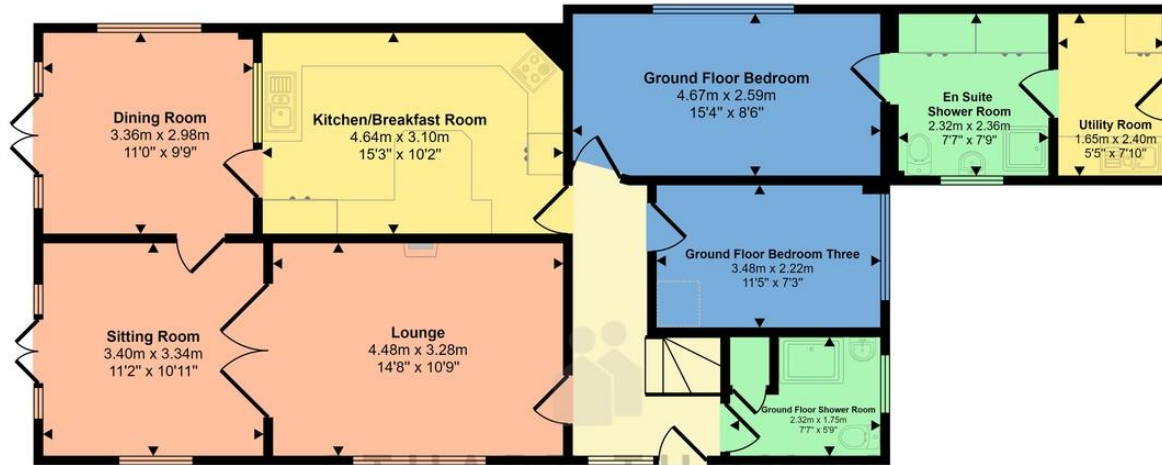 Dining Room
3.36m x 2.98m
11'0" x 9'9"
Kitchen/Breakfast Room
4.64m x 3.10m
15'3" x 10'2"
Ground Floor Bedroom
4.67m x 2.59m
15'4" x 8'6"
En Suite
Shower Room
2.32m x 2.36m
7'7" x 7'9"
Utility Room
1.65m x 2.40m
5'5" x 7'10"
Ground Floor Bedroom Three
3.48m x 2.22m
11'5" x 7'3"
Sitting Room
3.40m x 3.34m
11'2" x 10'11"
Lounge
4.48m x 3.28m
14'8" x 10'9"
Ground Floor Shower Room
2.32m x 1.75m
7'7" x 5'9"